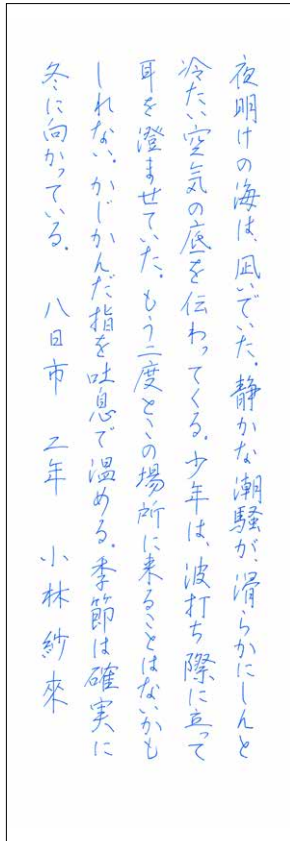 夜明けの海は、凪いでいた。静かな潮騒が、滑らかにしんと
冷たい空気の底を伝わってくる。少年は、波打ち際に立って
耳を澄ませていた。もう二度とこの場所に来ることはないかも
しれない。かじかんだ指を吐息で温める。季節は確実に
冬に向かっている。 八日市 2年 小林紗來